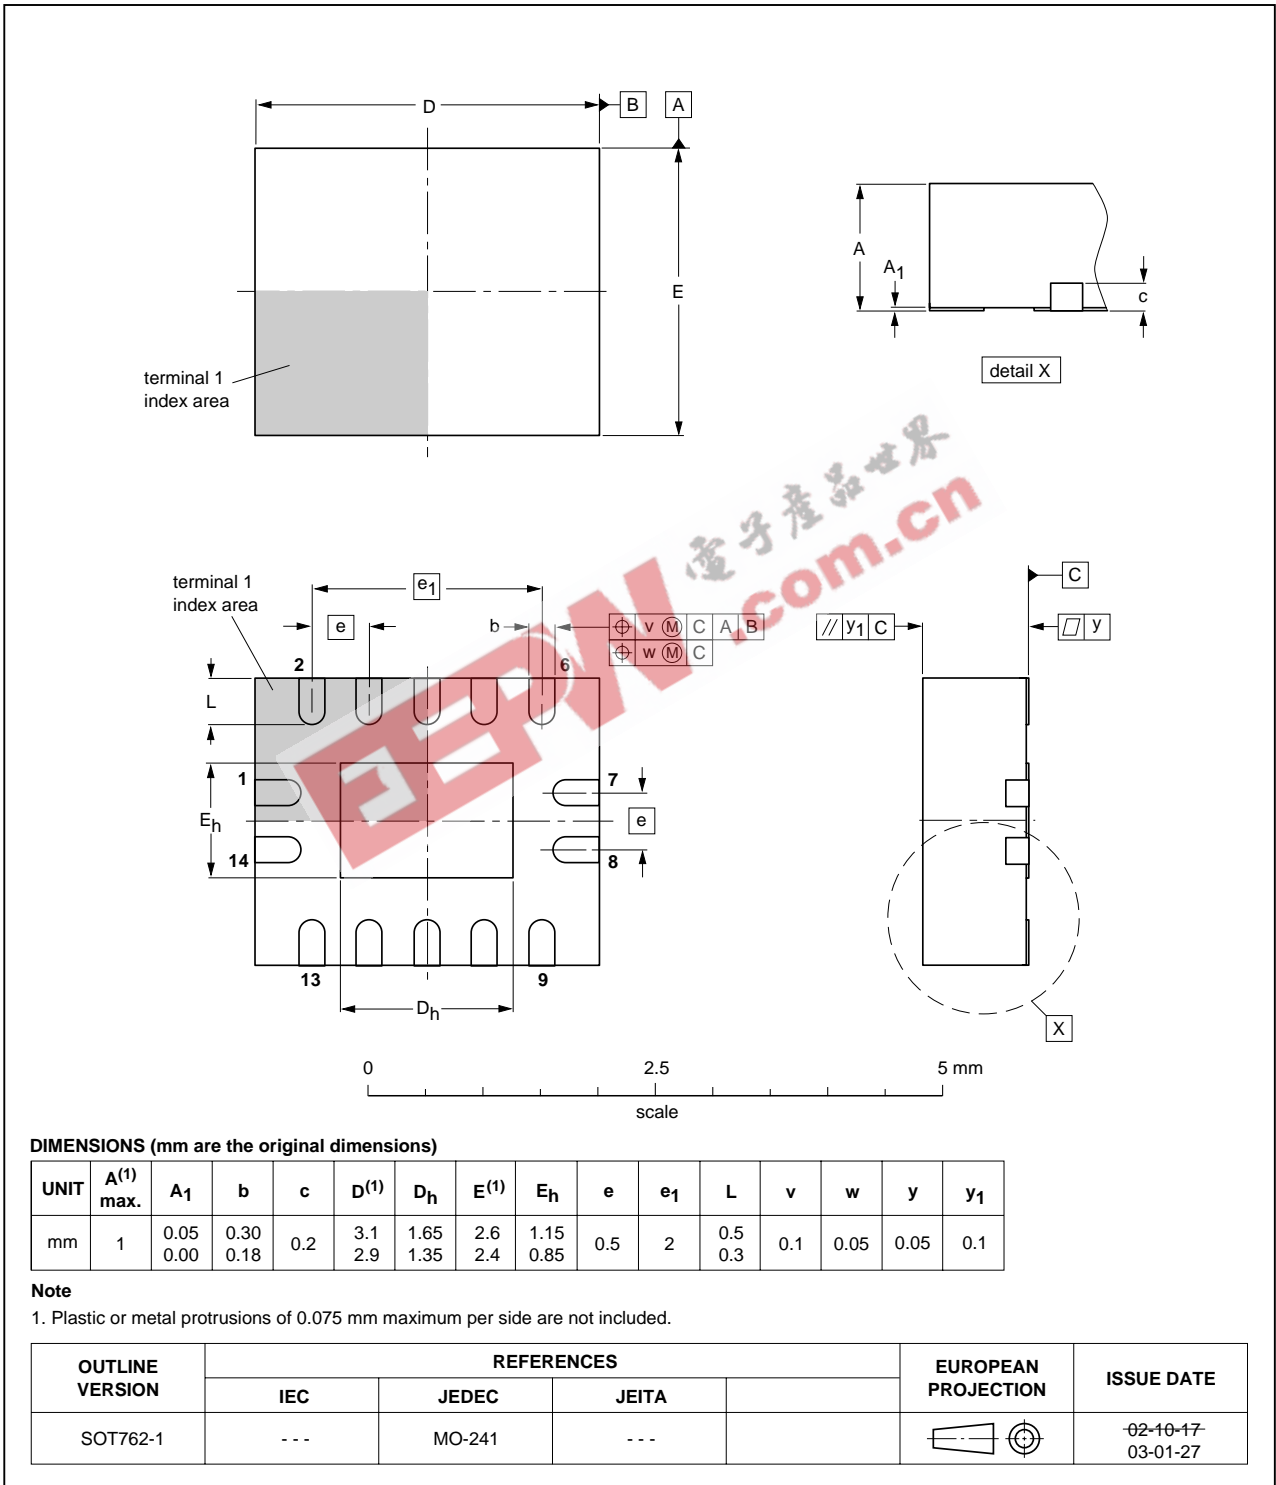 D
B
A
E
terminal 1
index area
A
A1
c
detail X
terminal 1
index area
e1
e
b
v M C A B
w M C
2
6
L
1
7
Eh
e
14
8
13
9
Dh
C
// y1 C
y
X
0 2.5 5 mm
scale
電子產品世界
EEPW.com.cn
DIMENSIONS (mm are the original dimensions)
UNIT A(1) max. A1 b c D(1) Dh E(1) Eh e e1 L v w y y1
mm 1 0.05 0.30 0.2 3.1 1.65 2.6 1.15 0.5 2 0.5 0.1 0.05 0.05 0.1
0.00 0.18 2.9 1.35 2.4 0.85 0.3
Note
1. Plastic or metal protrusions of 0.075 mm maximum per side are not included.
OUTLINE VERSION REFERENCES EUROPEAN PROJECTION ISSUE DATE
IEC JEDEC JEITA
SOT762-1 - - - MO-241 - - - 02-10-17
03-01-27